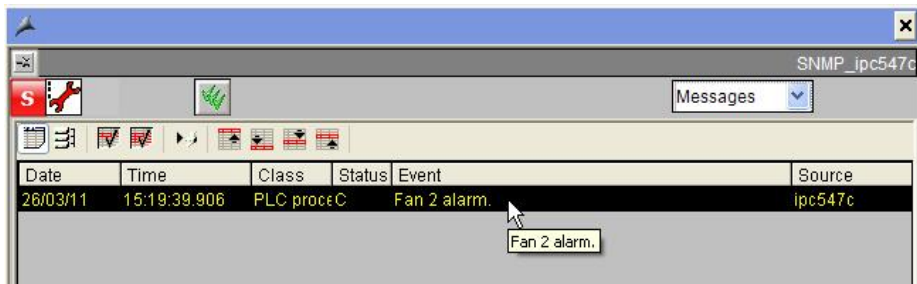 SNMP_ipc547c
S
Messages
Date Time Class Status Event Source
26/03/11 15:19:39.906 PLC proce C Fan 2 alarm. ipc547c
Fan 2 alarm.